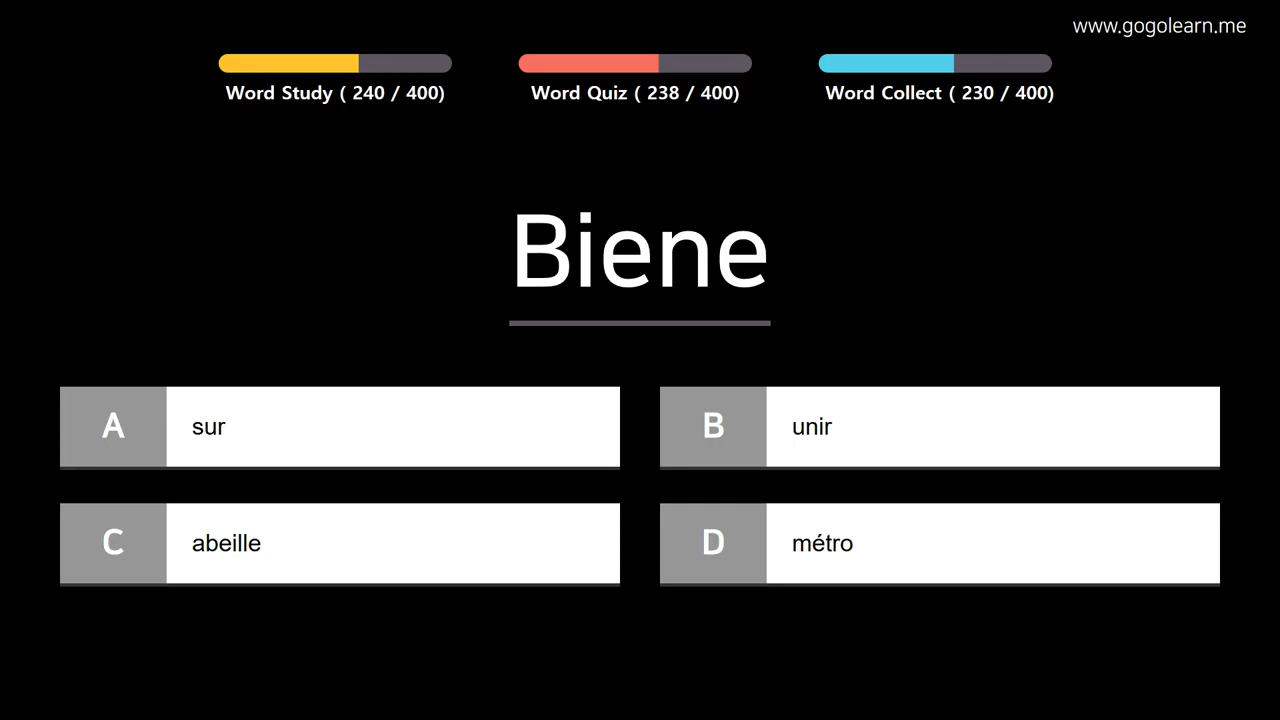 www.gogolearn.me
Word Study ( 240 / 400)
Word Quiz ( 238 / 400)
Word Collect ( 230 / 400)
Biene
A sur
B unir
C abeille
D métro